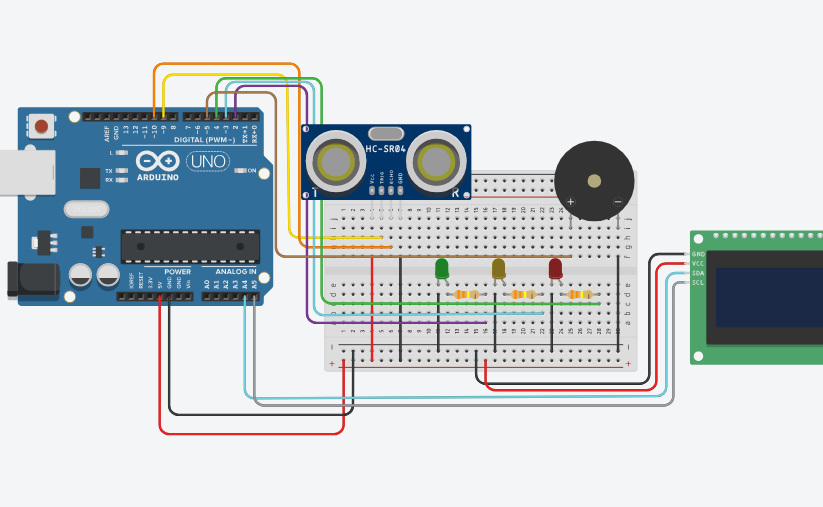 AREF
GND
13
12
~11
~10
~9
8
7
~6
~5
4
~3
2
TX→1
RX←0
DIGITAL (PWM~)
L
TX
RX
ARDUINO
UNO
ON
POWER
ANALOG IN
IOREF
RESET
3.3V
5V
GND
GND
Vin
A0
A1
A2
A3
A4
A5
HC-SR04
Vcc
TRIG
ECHO
GND
T
R
+
−
GND
VCC
SDA
SCL